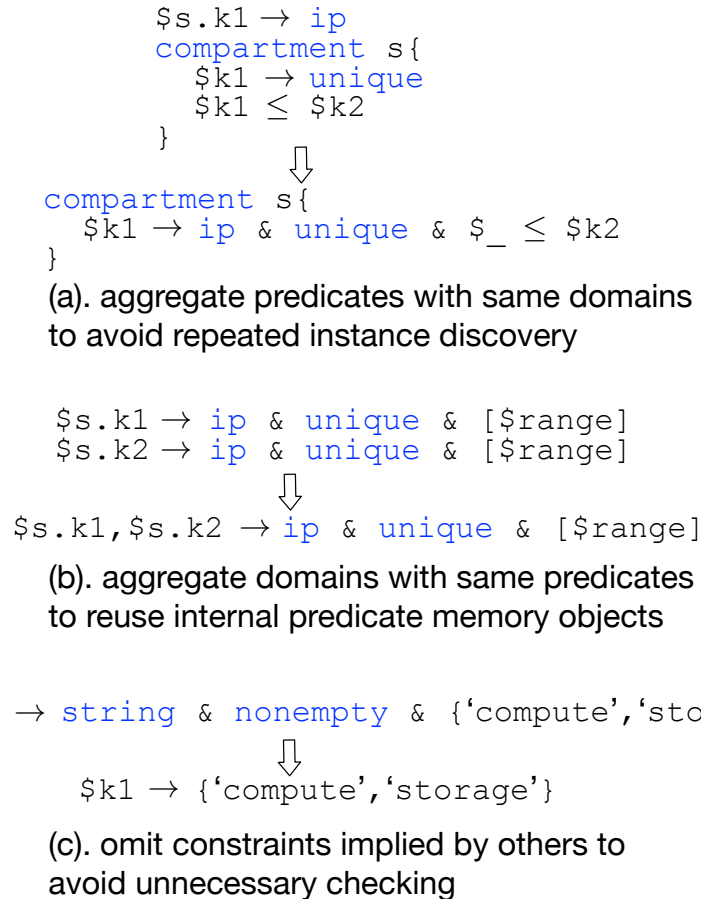 $s.k1 → ip
compartment s{
$k1 → unique
$k1 ≤ $k2
}
compartment s{
$k1 → ip & unique & $_ ≤ $k2
}
(a). aggregate predicates with same domains
to avoid repeated instance discovery
$s.k1 → ip & unique & [$range]
$s.k2 → ip & unique & [$range]
$s.k1,$s.k2 → ip & unique & [$range]
(b). aggregate domains with same predicates
to reuse internal predicate memory objects
→ string & nonempty & {‘compute’,‘sto
$k1 → {‘compute’,‘storage’}
(c). omit constraints implied by others to
avoid unnecessary checking